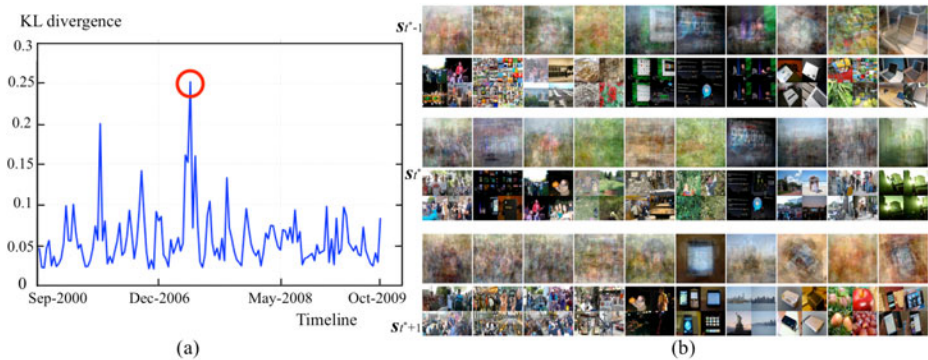 KL divergence
0.3
0.25
0.2
0.15
0.1
0.05
0
Sep-2000
Dec-2006
May-2008
Oct-2009
Timeline
(a)
St*-1
St*
St*+1
(b)